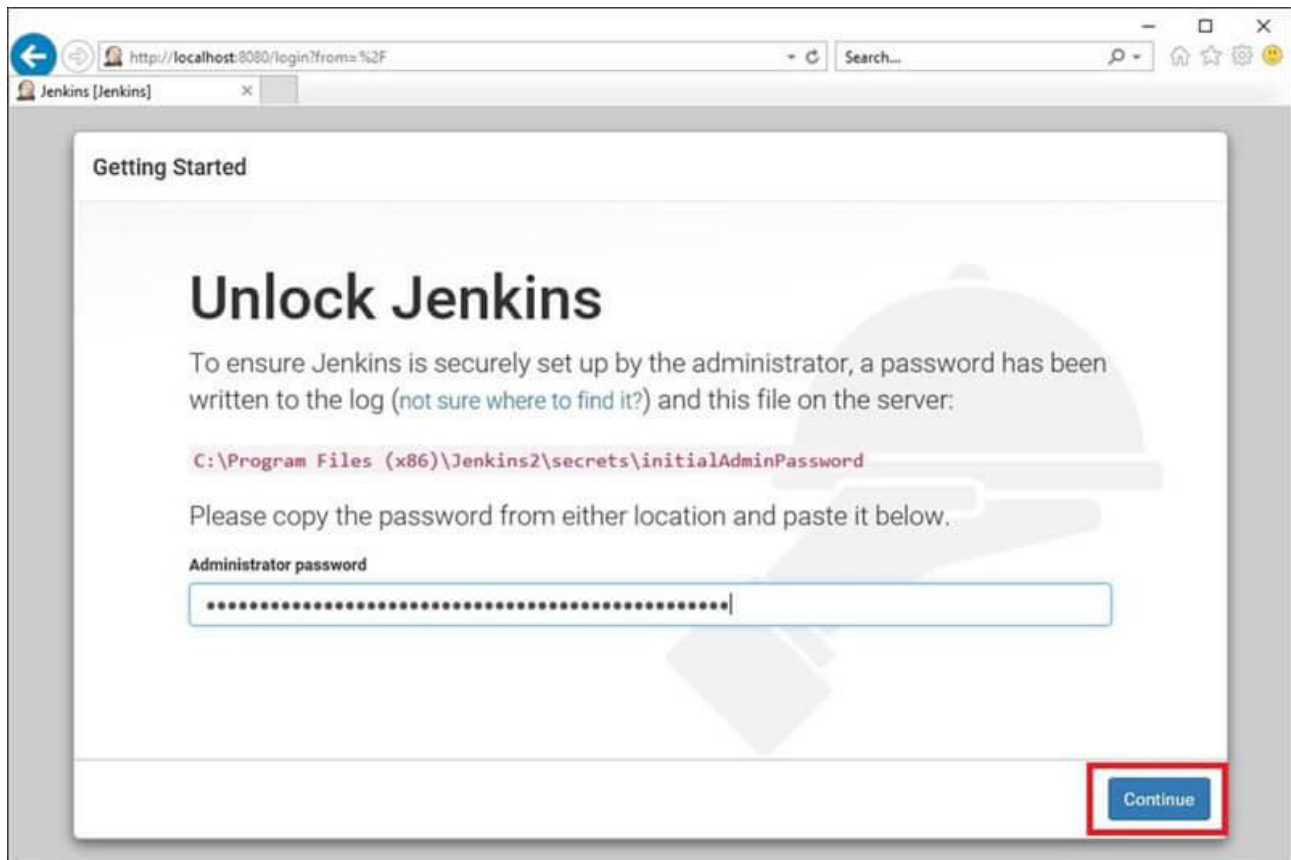 http://localhost:8080/login?from=%2F
Search...
Jenkins [Jenkins]
Getting Started
Unlock Jenkins
To ensure Jenkins is securely set up by the administrator, a password has been
written to the log (not sure where to find it?) and this file on the server:
C:\Program Files (x86)\Jenkins2\secrets\initialAdminPassword
Please copy the password from either location and paste it below.
Administrator password
Continue